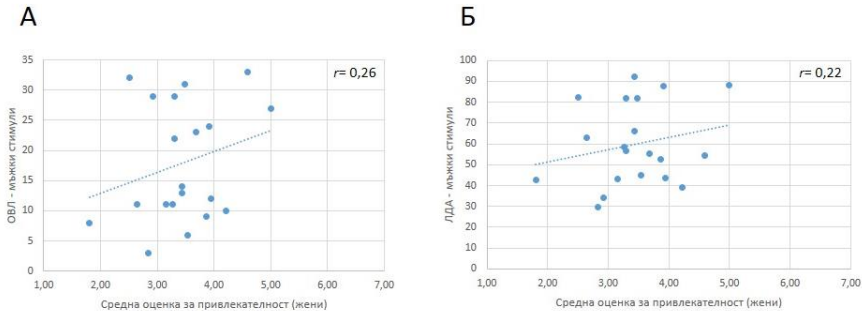 А
Б
r= 0,26
ОВЛ – мъжки стимули
35
30
25
20
15
10
5
0
1,00 2,00 3,00 4,00 5,00 6,00 7,00
Средна оценка за привлекателност (жени)
r= 0,22
ЛДА – мъжки стимули
100
90
80
70
60
50
40
30
20
10
0
1,00 2,00 3,00 4,00 5,00 6,00 7,00
Средна оценка за привлекателност (жени)